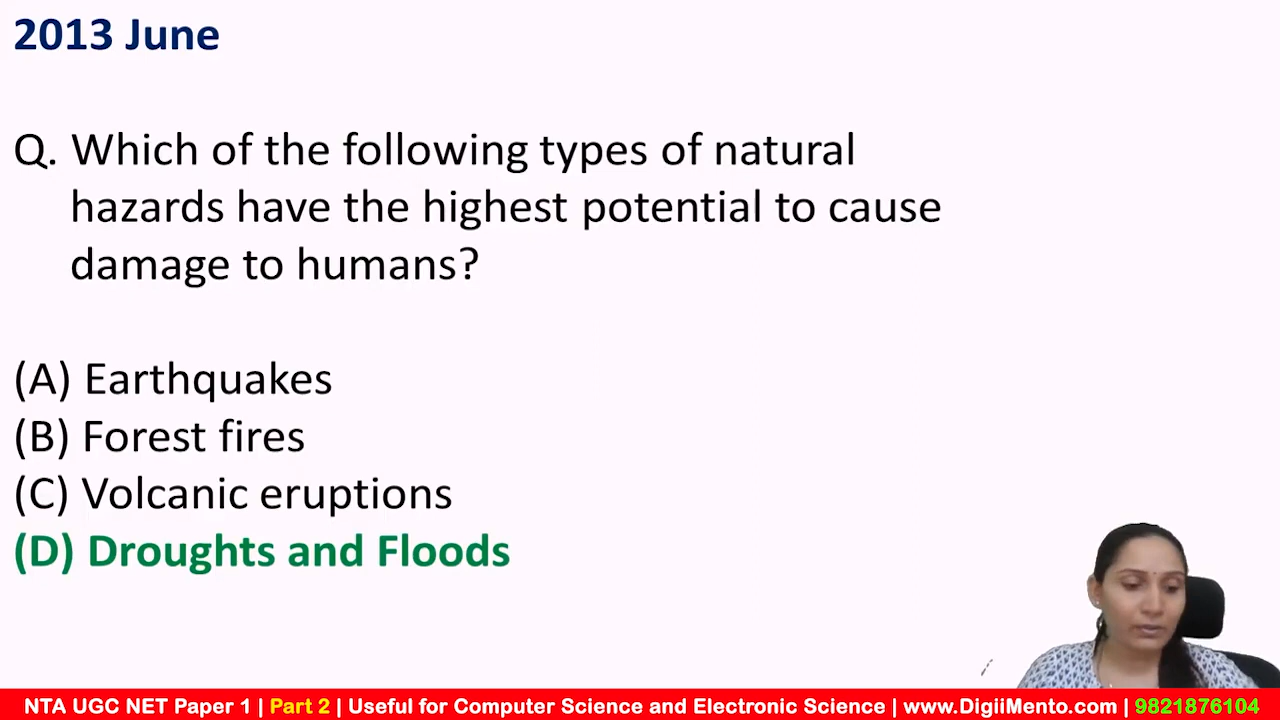 2013 June
Q. Which of the following types of natural
hazards have the highest potential to cause
damage to humans?
(A) Earthquakes
(B) Forest fires
(C) Volcanic eruptions
(D) Droughts and Floods
NTA UGC NET Paper 1 | Part 2 | Useful for Computer Science and Electronic Science | www.DigiiMento.com | 9821876104